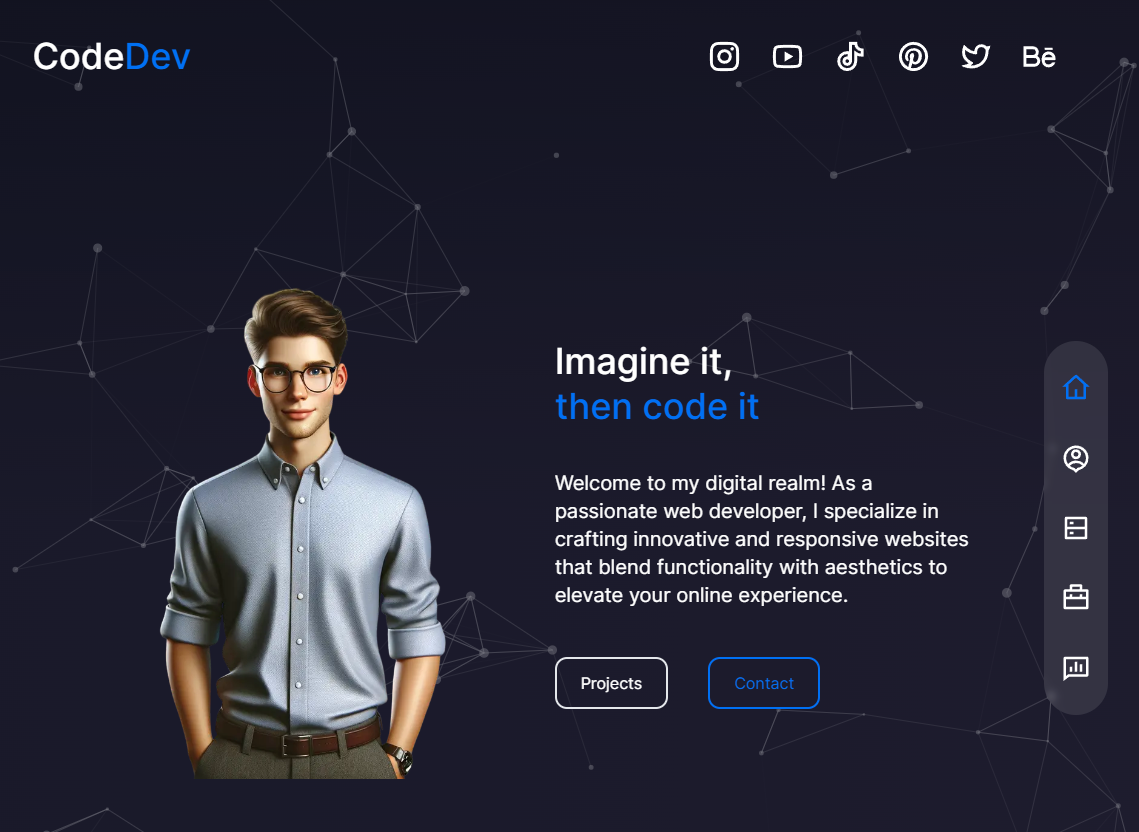 CodeDev
Bē
Imagine it,
then code it
Welcome to my digital realm! As a
passionate web developer, I specialize in
crafting innovative and responsive websites
that blend functionality with aesthetics to
elevate your online experience.
Projects
Contact